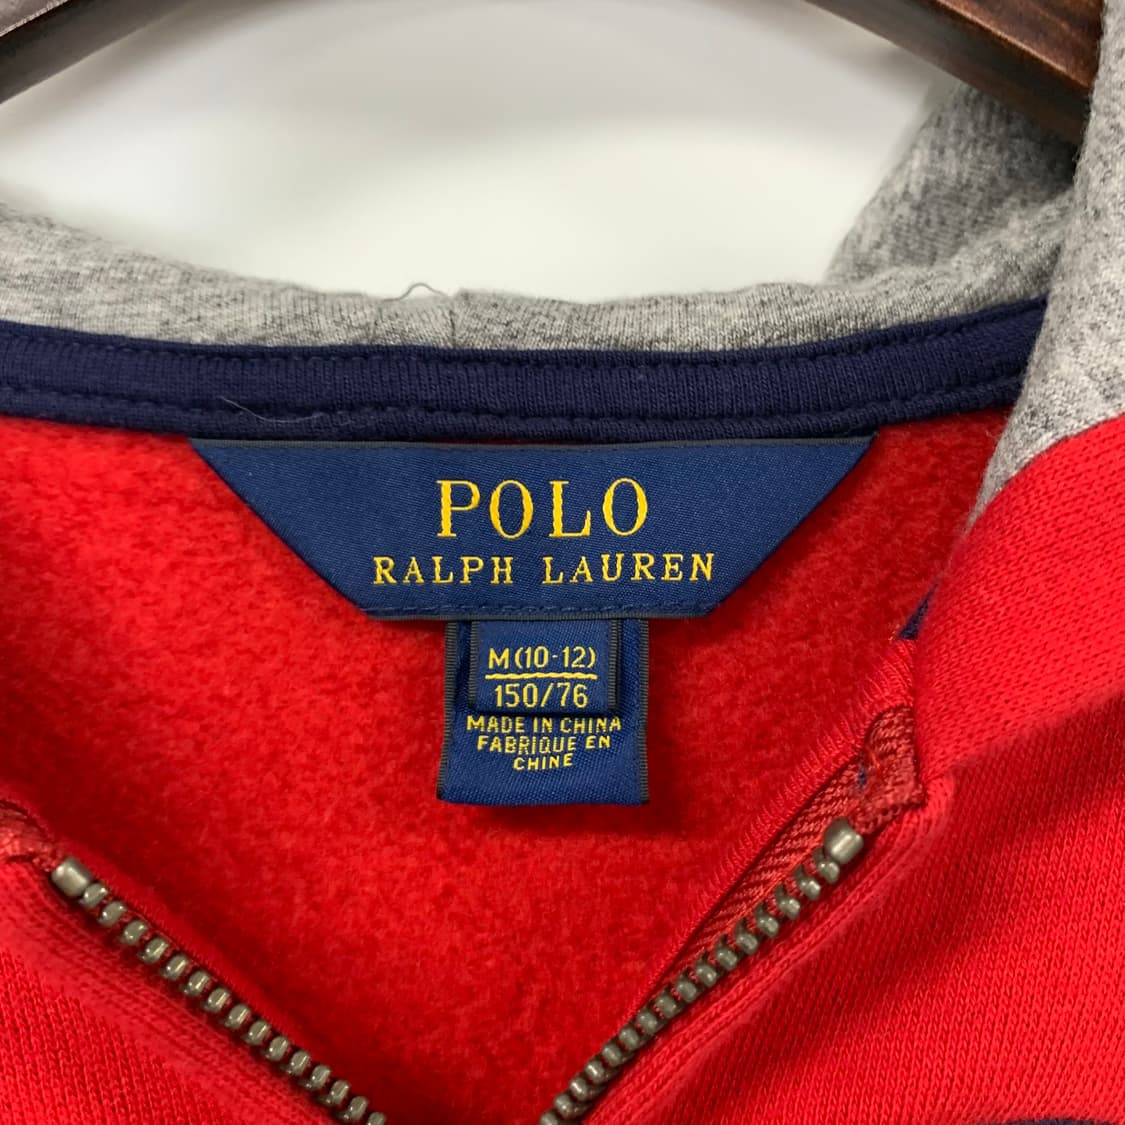 POLO
RALPH LAUREN
M(10-12)
150/76
MADE IN CHINA
FABRIQUE EN
CHINE